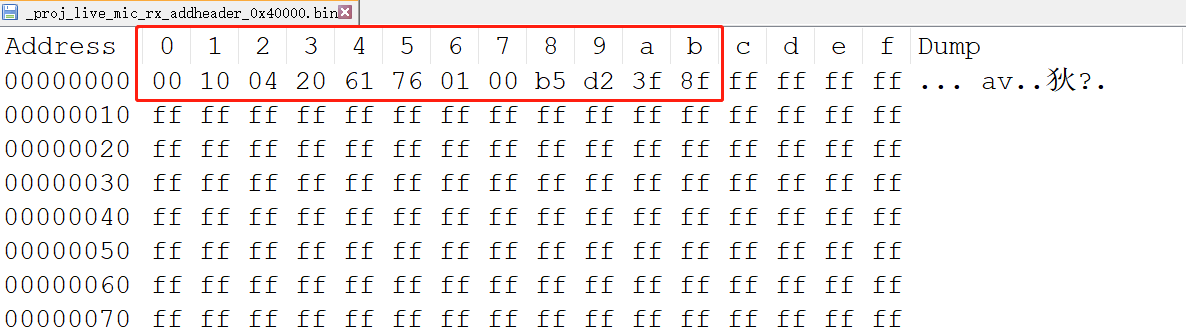 _proj_live_mic_rx_addheader_0x40000.bin
Address 0 1 2 3 4 5 6 7 8 9 a b c d e f Dump
00000000 00 10 04 20 61 76 01 00 b5 d2 3f 8f ff ff ff ff ... av..狄?.
00000010 ff ff ff ff ff ff ff ff ff ff ff ff ff ff ff ff
00000020 ff ff ff ff ff ff ff ff ff ff ff ff ff ff ff ff
00000030 ff ff ff ff ff ff ff ff ff ff ff ff ff ff ff ff
00000040 ff ff ff ff ff ff ff ff ff ff ff ff ff ff ff ff
00000050 ff ff ff ff ff ff ff ff ff ff ff ff ff ff ff ff
00000060 ff ff ff ff ff ff ff ff ff ff ff ff ff ff ff ff
00000070 ff ff ff ff ff ff ff ff ff ff ff ff ff ff ff ff